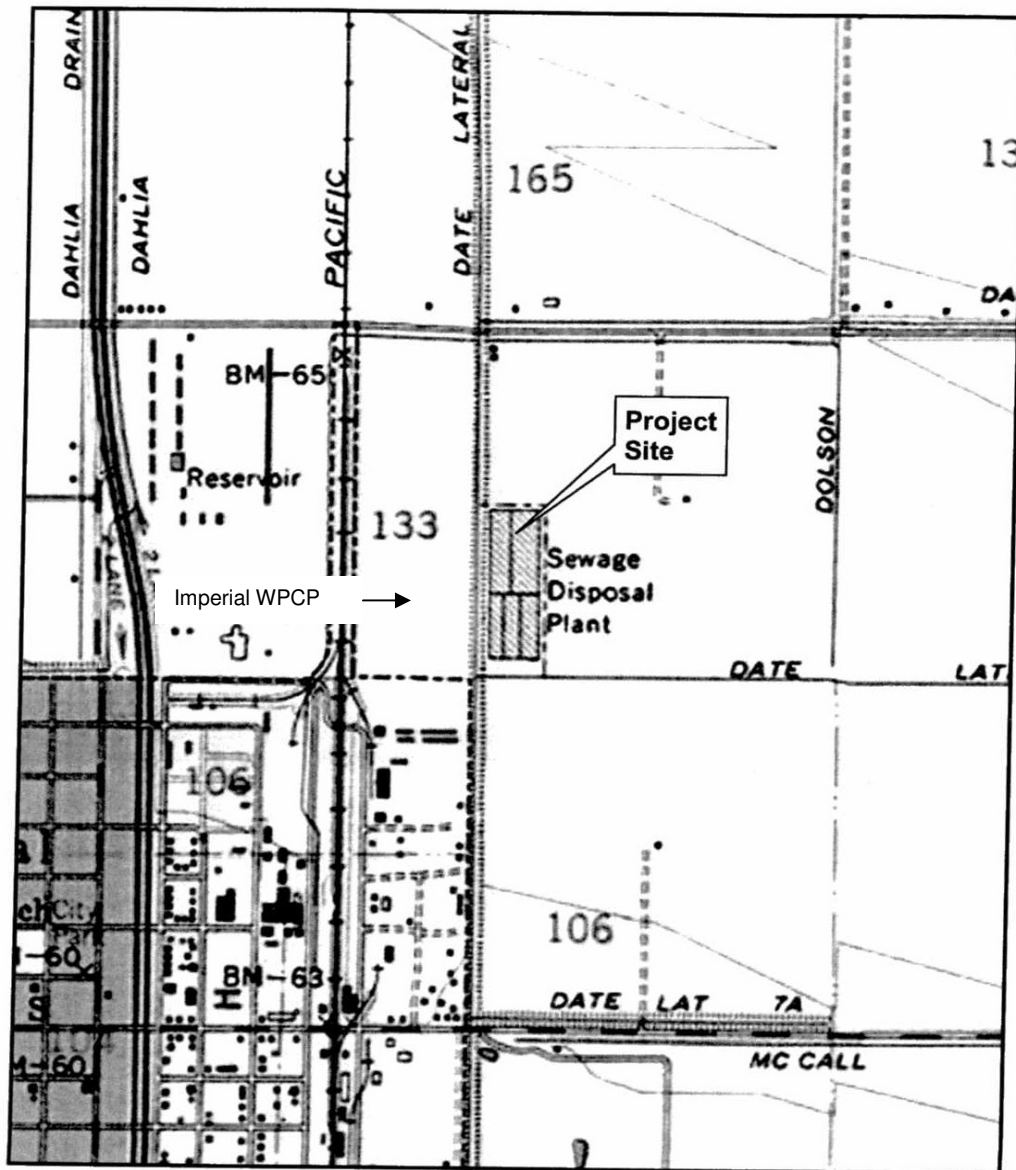 DRAIN
DAHLIA
DAHLIA
PACIFIC
DATE LATERAL
165
13
DA
BM-65
Project
Site
Reservoir
DOLSON
133
Sewage
Disposal
Plant
LANE
Imperial WPCP
DATE LAT
106
106
BM-63
-60
DATE LAT 7A
MC CALL
M-60